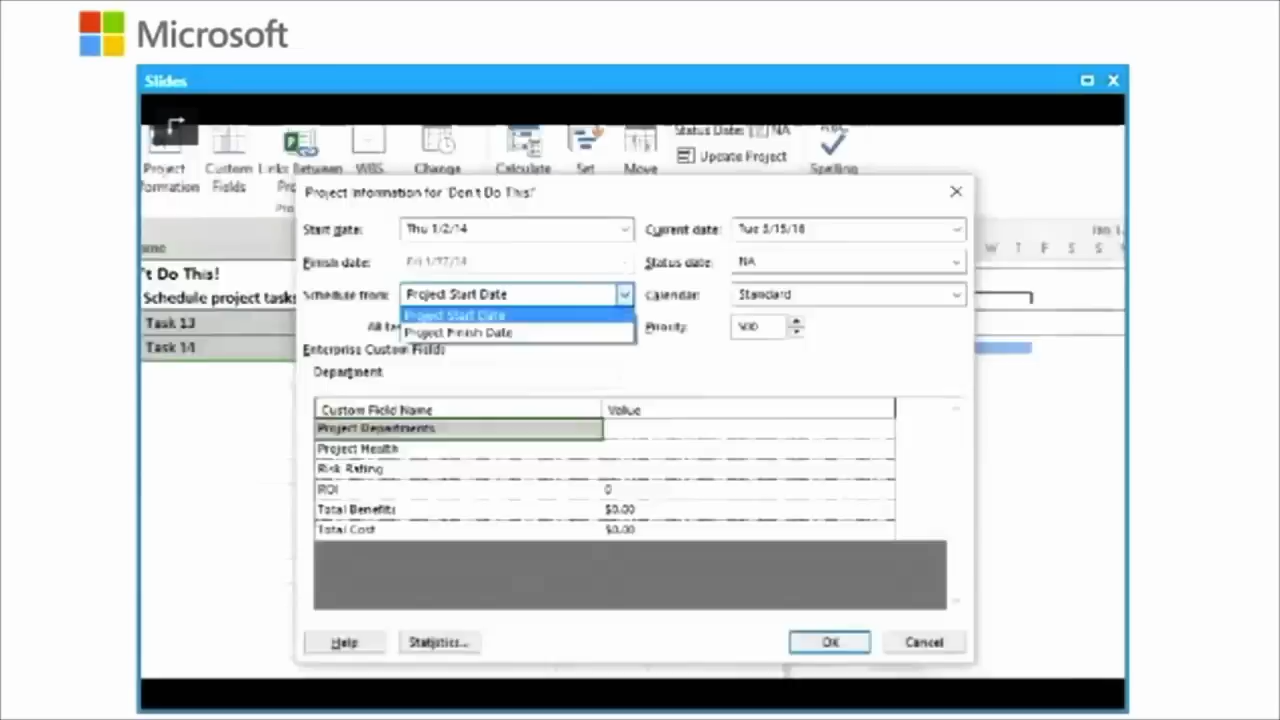 Microsoft
Slides
Status Date: NA
Update Project
Project
Custom
Links Between
WBS
Change
Calculate
Set
Move
Spelling
Fields
Project Information for 'Don't Do This!'
Start date: Thu 1/2/14
Current date:
Finish date: Fri 1/17/14
Status date: NA
Schedule from: Project Start Date
Calendar: Standard
Project Start Date
Project Finish Date
Priority: 500
Enterprise Custom Fields
Department
't Do This!
Schedule project tasks
Task 13
Task 14
W T F S S
Custom Field Name Value
Project Departments
Project Health
Risk Rating
ROI 0
Total Benefits $0.00
Total Cost $0.00
Help Statistics... OK Cancel